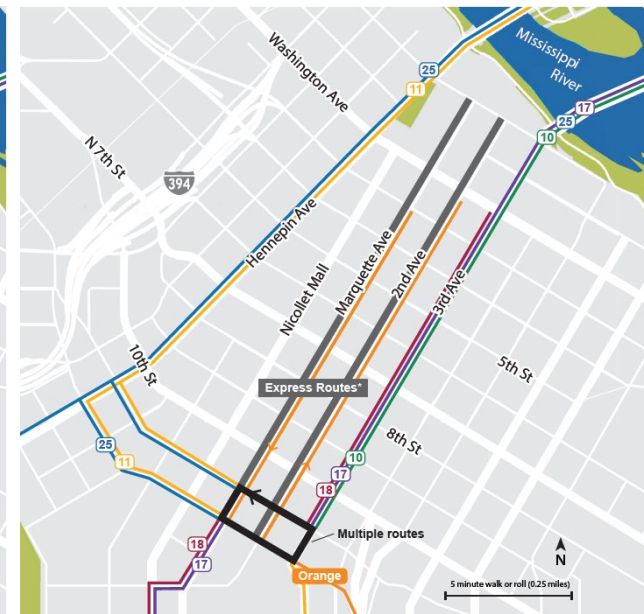 Washington Ave
Mississippi
River
25
11
17
25
10
N 7th St
394
Hennepin Ave
Nicollet Mall
Marquette Ave
2nd Ave
3rd Ave
10th St
5th St
Express Routes*
8th St
25
11
10
17
18
Multiple routes
18
17
Orange
N
5 minute walk or roll (0.25 miles)